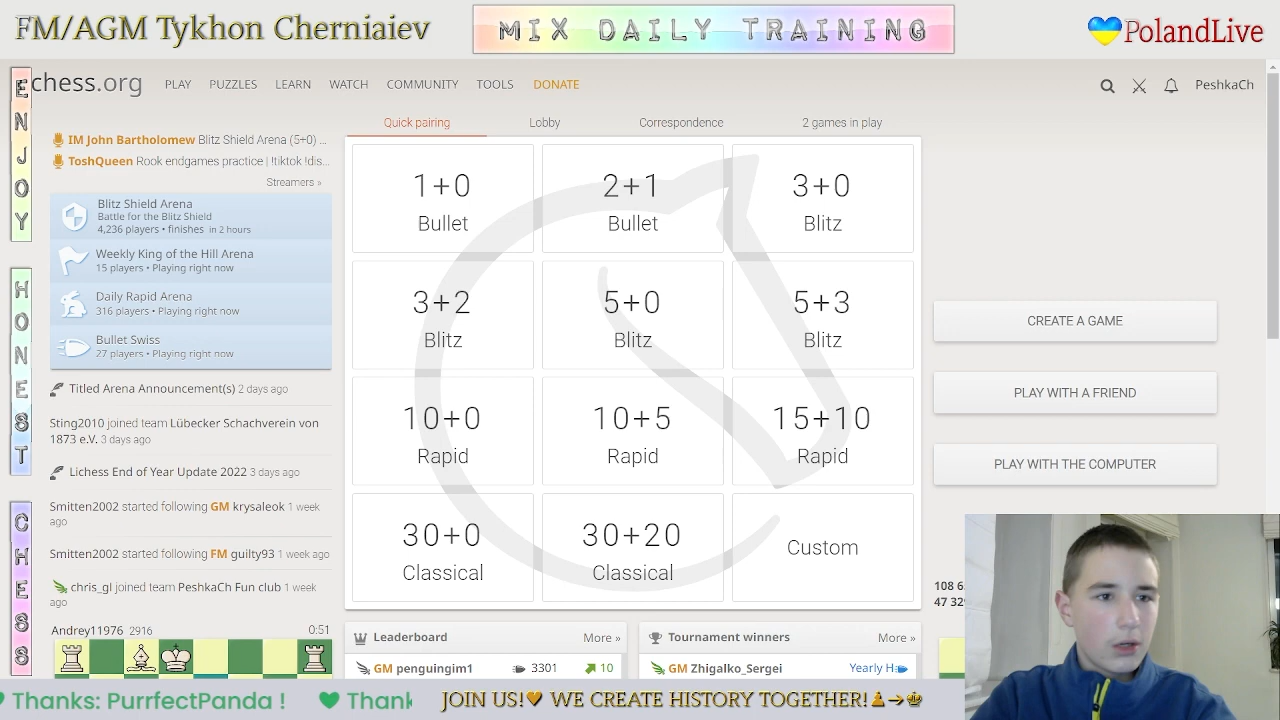 FM/AGM Tykhon Cherniaiev
MIX DAILY TRAINING
PolandLive
ENJOY
HONEST
CHESS
chess.org
PLAY PUZZLES LEARN WATCH COMMUNITY TOOLS DONATE
PeshkaCh
IM John Bartholomew Blitz Shield Arena (5+0) ...
ToshQueen Rook endgames practice | !tiktok !dis...
Streamers »
Blitz Shield Arena
Battle for the Blitz Shield
4,236 players • finishes in 2 hours
Weekly King of the Hill Arena
15 players • Playing right now
Daily Rapid Arena
316 players • Playing right now
Bullet Swiss
27 players • Playing right now
Titled Arena Announcement(s) 2 days ago
Sting2010 joined team Lübecker Schachverein von
1873 e.V. 3 days ago
Lichess End of Year Update 2022 3 days ago
Smitten2002 started following GM krysaleok 1 week
ago
Smitten2002 started following FM guilty93 1 week ago
chris_gl joined team PeshkaCh Fun club 1 week
ago
Andrey11976 2916 0:51
Quick pairing Lobby Correspondence 2 games in play
1+0 2+1 3+0
Bullet Bullet Blitz
3+2 5+0 5+3
Blitz Blitz Blitz
10+0 10+5 15+10
Rapid Rapid Rapid
30+0 30+20
Classical Classical Custom
CREATE A GAME
PLAY WITH A FRIEND
PLAY WITH THE COMPUTER
108 6
47 32
Leaderboard More »
GM penguingim1 3301 10
Tournament winners More »
GM Zhigalko_Sergei Yearly H
Thanks: PurrfectPanda ! Thank
JOIN US! WE CREATE HISTORY TOGETHER!